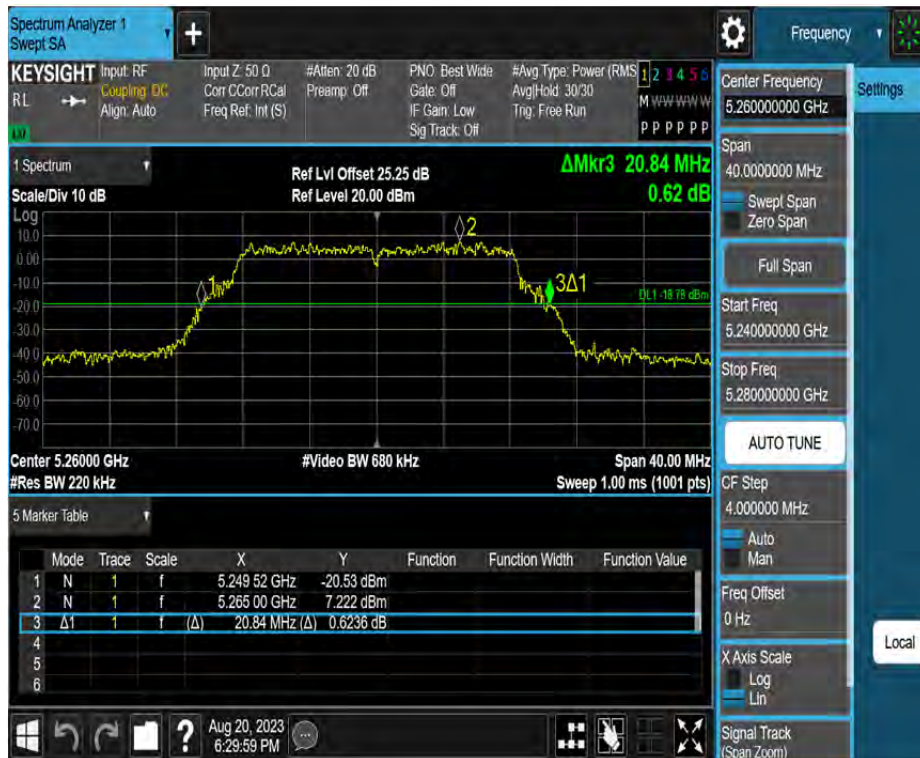 Spectrum Analyzer 1
Swept SA
Frequency
KEYSIGHT
RL
Input: RF
Coupling: DC
Align: Auto
Input Z: 50 Ω
Corr CCorr RCal
Freq Ref: Int (S)
#Atten: 20 dB
Preamp: Off
PNO: Best Wide
Gate: Off
IF Gain: Low
Sig Track: Off
#Avg Type: Power (RMS
Avg|Hold: 30/30
Trig: Free Run
1 2 3 4 5 6
M W W W W W
P P P P P P
1 Spectrum
Scale/Div 10 dB
Ref Lvl Offset 25.25 dB
Ref Level 20.00 dBm
ΔMkr3 20.84 MHz
0.62 dB
Log
10.0
0.00
-10.0
-20.0
-30.0
-40.0
-50.0
-60.0
-70.0
1
2
3Δ1
DL1 -18.78 dBm
Center 5.26000 GHz
#Video BW 680 kHz
Span 40.00 MHz
#Res BW 220 kHz
Sweep 1.00 ms (1001 pts)
5 Marker Table
Mode Trace Scale X Y Function Function Width Function Value
1 N 1 f 5.249 52 GHz -20.53 dBm
2 N 1 f 5.265 00 GHz 7.222 dBm
3 Δ1 1 f (Δ) 20.84 MHz (Δ) 0.6236 dB
4
5
6
Aug 20, 2023
6:29:59 PM
Center Frequency
5.260000000 GHz
Settings
Span
40.0000000 MHz
Swept Span
Zero Span
Full Span
Start Freq
5.240000000 GHz
Stop Freq
5.280000000 GHz
AUTO TUNE
CF Step
4.000000 MHz
Auto
Man
Freq Offset
0 Hz
Local
X Axis Scale
Log
Lin
Signal Track
(Span Zoom)